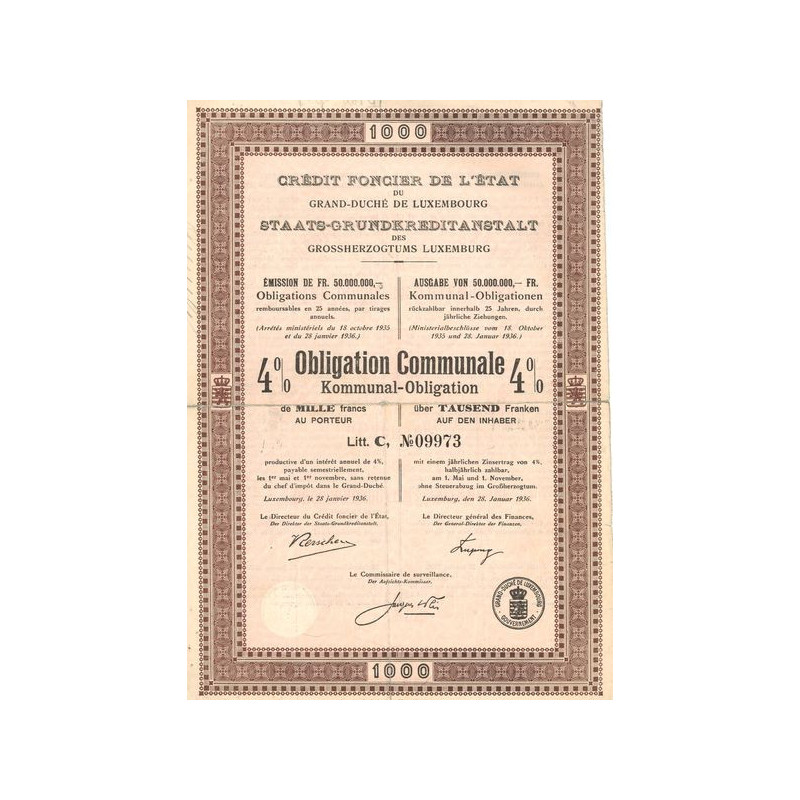 1000
CRÉDIT FONCIER DE L'ÉTAT
DU
GRAND-DUCHÉ DE LUXEMBOURG
STAATS-GRUNDKREDITANSTALT
DES
GROSSHERZOGTUMS LUXEMBURG
ÉMISSION DE FR. 50.000.000,—
Obligations Communales
remboursables en 25 années, par tirages
annuels.
(Arrêtés ministériels du 18 octobre 1935
et du 28 janvier 1936.)
AUSGABE VON 50.000.000,— FR.
Kommunal-Obligationen
rückzahlbar innerhalb 25 Jahren, durch
jährliche Ziehungen.
(Ministerialbeschlüsse vom 18. Oktober
1935 und 28. Januar 1936.)
4% Obligation Communale 4%
Kommunal-Obligation
de MILLE francs
AU PORTEUR
über TAUSEND Franken
AUF DEN INHABER
Litt. C, № 09973
productive d'un intérêt annuel de 4%,
payable semestriellement,
les 1er mai et 1er novembre, sans retenue
du chef d'impôt dans le Grand-Duché.
Luxembourg, le 28 janvier 1936.
Le Directeur du Crédit foncier de l'État,
Der Direktor der Staats-Grundkreditanstalt.
mit einem jährlichen Zinsertrag von 4%,
halbjährlich zahlbar,
am 1. Mai und 1. November,
ohne Steuerabzug im Großherzogtum.
Luxemburg, den 28. Januar 1936.
Le Directeur général des Finances,
Der General-Direktor der Finanzen.
Le Commissaire de surveillance,
Der Aufsichts-Kommissar.
GRAND-DUCHÉ DE LUXEMBOURG
GOUVERNEMENT
1000